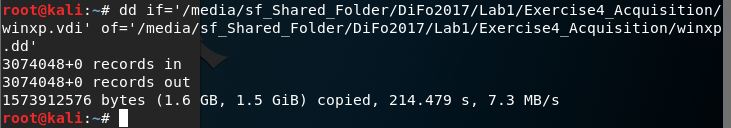 root@kali:~# dd if='/media/sf_Shared_Folder/DiFo2017/Lab1/Exercise4_Acquisition/
winxp.vdi' of='/media/sf_Shared_Folder/DiFo2017/Lab1/Exercise4_Acquisition/winxp
.dd'
3074048+0 records in
3074048+0 records out
1573912576 bytes (1.6 GB, 1.5 GiB) copied, 214.479 s, 7.3 MB/s
root@kali:~#